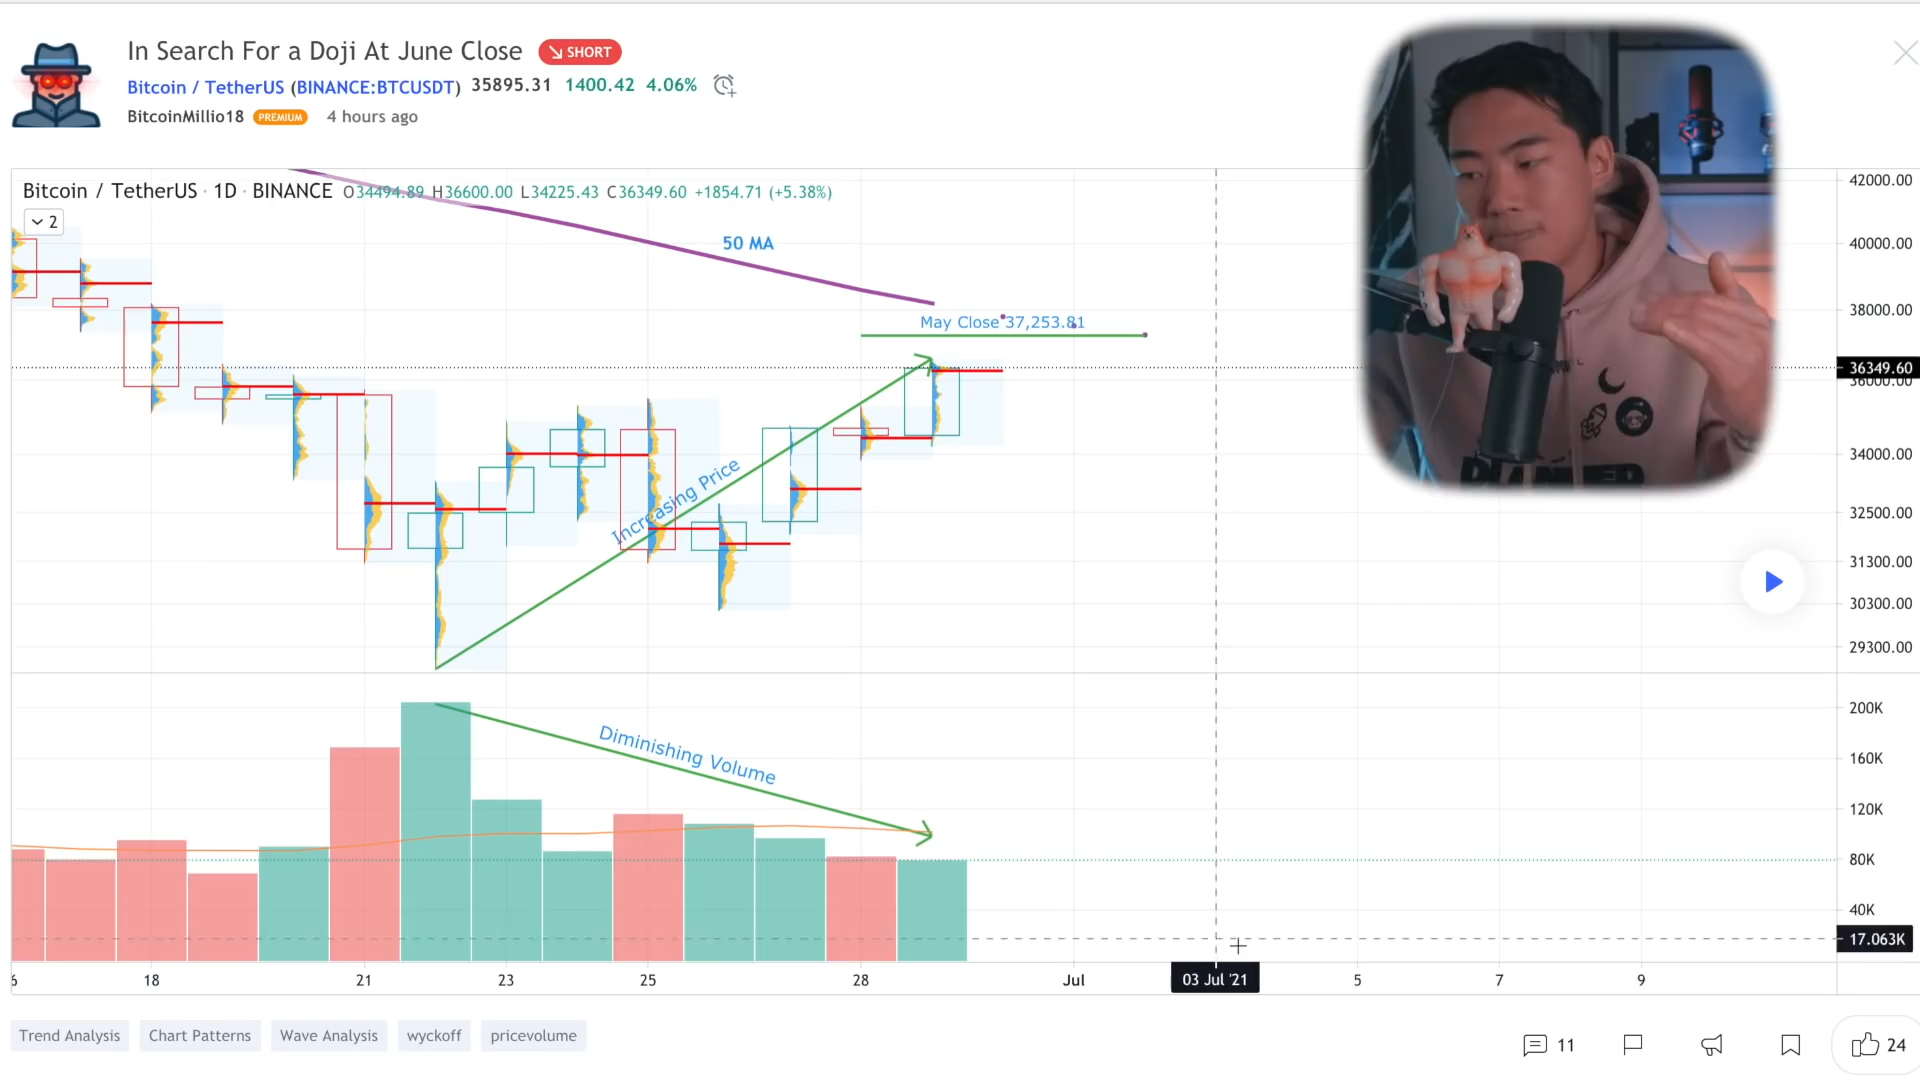 In Search For a Doji At June Close SHORT
Bitcoin / TetherUS (BINANCE:BTCUSDT) 35895.31 1400.42 4.06%
BitcoinMillio18 PREMIUM 4 hours ago
Bitcoin / TetherUS · 1D · BINANCE O34494.89 H36600.00 L34225.43 C36349.60 +1854.71 (+5.38%)
2
50 MA
May Close 37,253.81
Increasing Price
Diminishing Volume
42000.00
40000.00
38000.00
36349.60
36000.00
34000.00
32500.00
31300.00
30300.00
29300.00
200K
160K
120K
80K
40K
17.063K
6 18 21 23 25 28 Jul 03 Jul '21 5 7 9
Trend Analysis Chart Patterns Wave Analysis wyckoff pricevolume
11 24